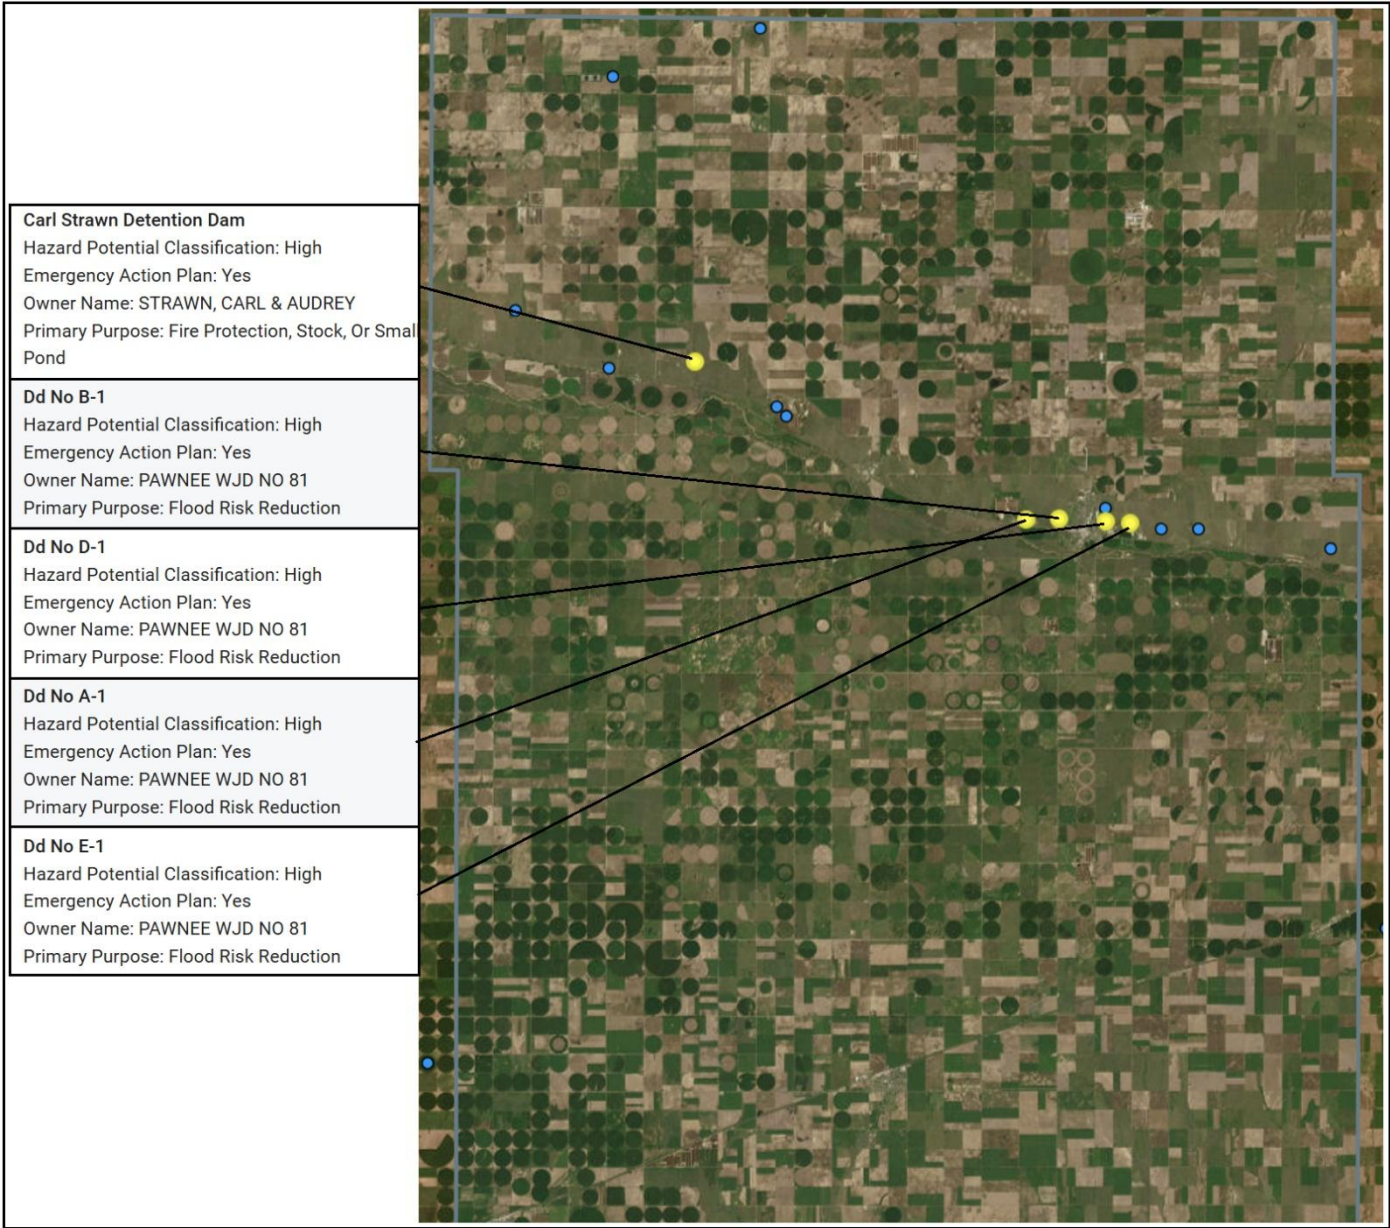 Carl Strawn Detention Dam
Hazard Potential Classification: High
Emergency Action Plan: Yes
Owner Name: STRAWN, CARL & AUDREY
Primary Purpose: Fire Protection, Stock, Or Small
Pond
Dd No B-1
Hazard Potential Classification: High
Emergency Action Plan: Yes
Owner Name: PAWNEE WJD NO 81
Primary Purpose: Flood Risk Reduction
Dd No D-1
Hazard Potential Classification: High
Emergency Action Plan: Yes
Owner Name: PAWNEE WJD NO 81
Primary Purpose: Flood Risk Reduction
Dd No A-1
Hazard Potential Classification: High
Emergency Action Plan: Yes
Owner Name: PAWNEE WJD NO 81
Primary Purpose: Flood Risk Reduction
Dd No E-1
Hazard Potential Classification: High
Emergency Action Plan: Yes
Owner Name: PAWNEE WJD NO 81
Primary Purpose: Flood Risk Reduction